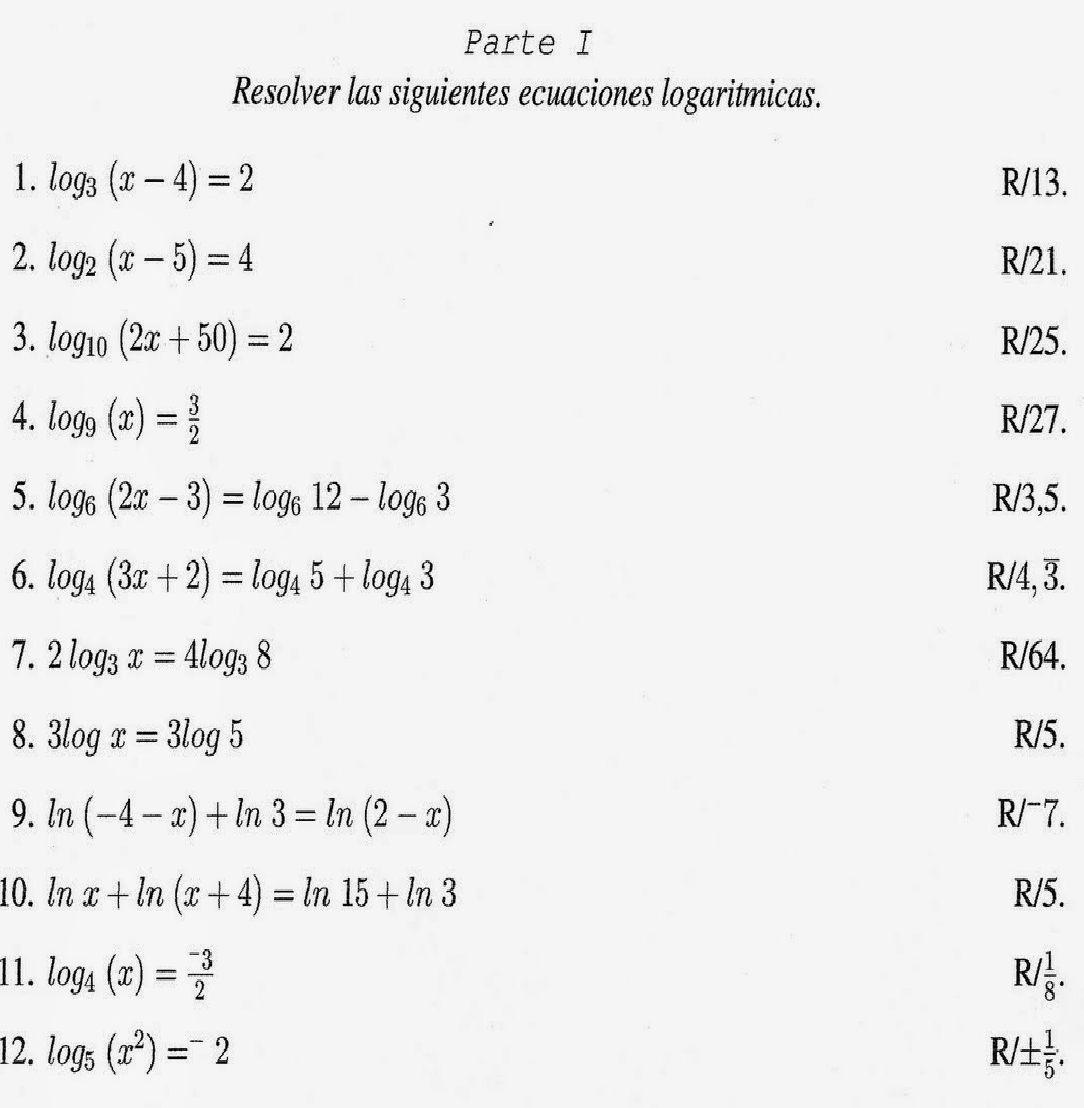 Parte I
Resolver las siguientes ecuaciones logaritmicas.
1. log₃ (x − 4) = 2 R/13.
2. log₂ (x − 5) = 4 R/21.
3. log₁₀ (2x + 50) = 2 R/25.
4. log₉ (x) = 3/2 R/27.
5. log₆ (2x − 3) = log₆ 12 − log₆ 3 R/3,5.
6. log₄ (3x + 2) = log₄ 5 + log₄ 3 R/4,3̅.
7. 2 log₃ x = 4log₃ 8 R/64.
8. 3log x = 3log 5 R/5.
9. ln (−4 − x) + ln 3 = ln (2 − x) R/⁻7.
10. ln x + ln (x + 4) = ln 15 + ln 3 R/5.
11. log₄ (x) = ⁻3/2 R/1/8.
12. log₅ (x²) =⁻ 2 R/±1/5.